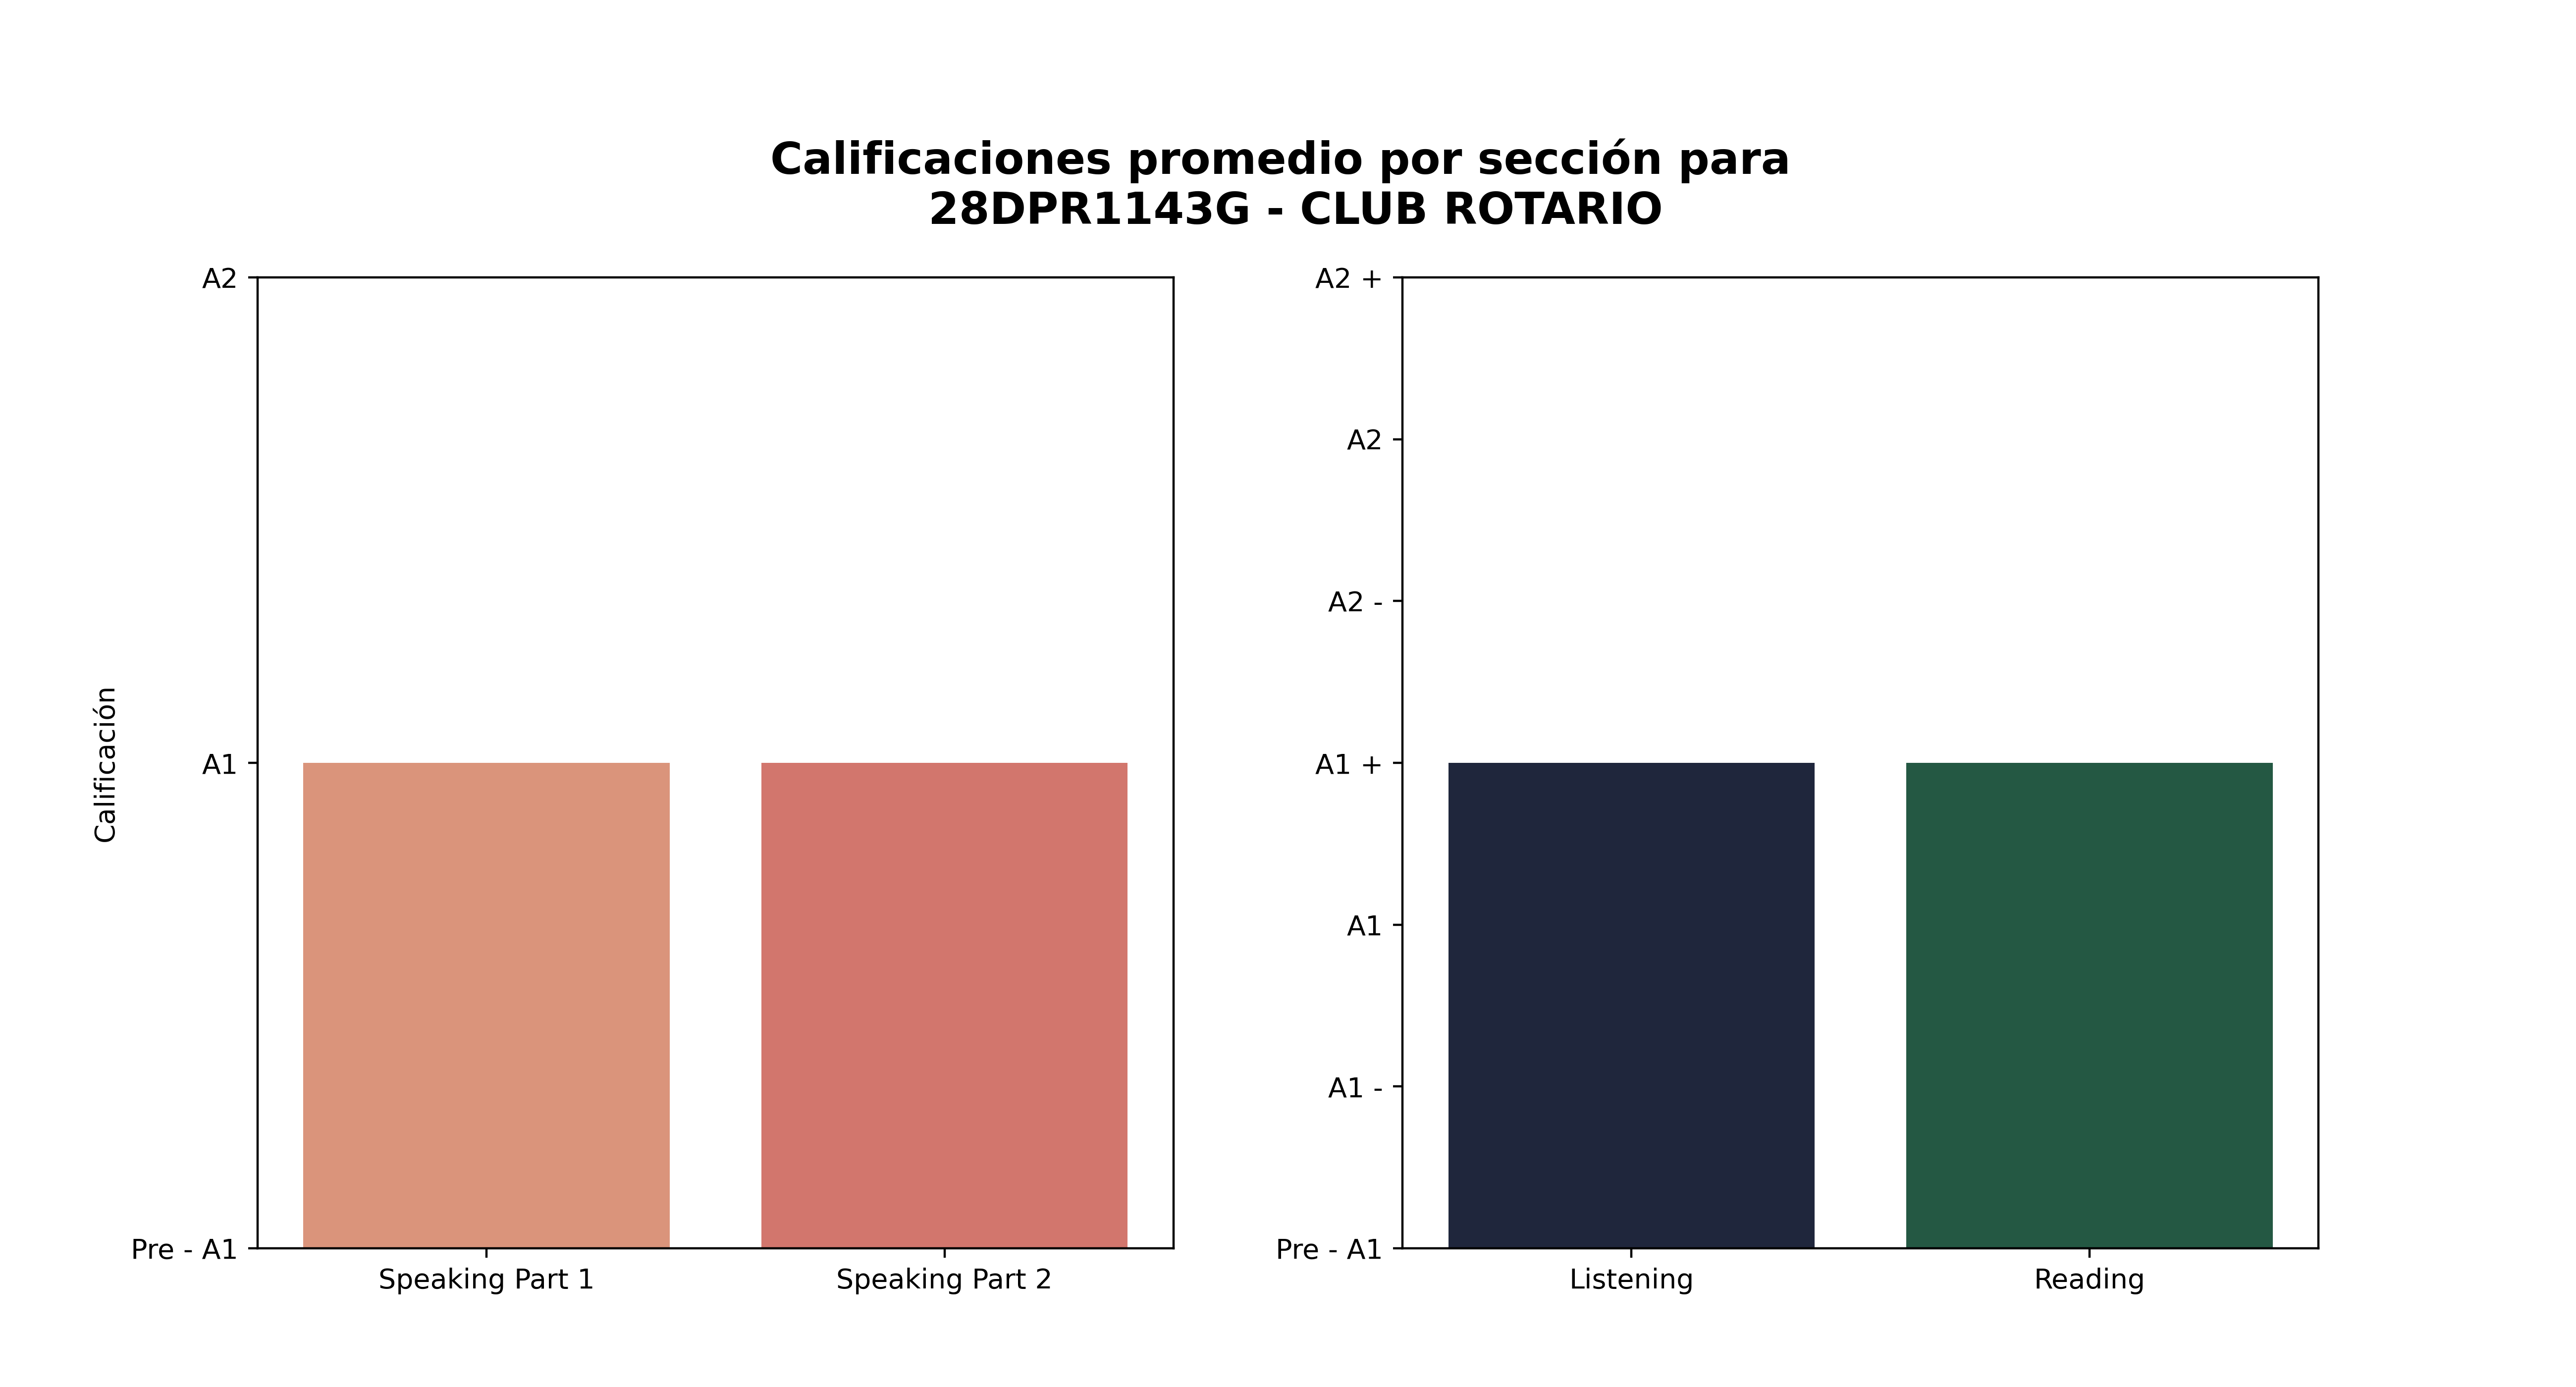 Calificaciones promedio por sección para
28DPR1143G - CLUB ROTARIO
Calificación
A2
A1
Pre - A1
Speaking Part 1
Speaking Part 2
A2 +
A2
A2 -
A1 +
A1
A1 -
Pre - A1
Listening
Reading